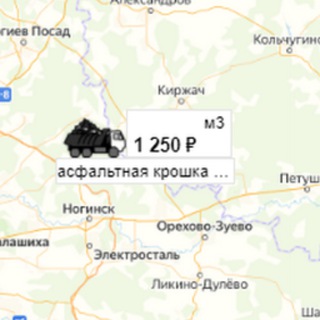 Александров
гиев Посад
Кольчугино
-8
Киржач
м3
1 250 ₽
асфальтная крошка ...
Петуш
Ногинск
Орехово-Зуево
алашиха
Электросталь
Ликино-Дулёво
Ша